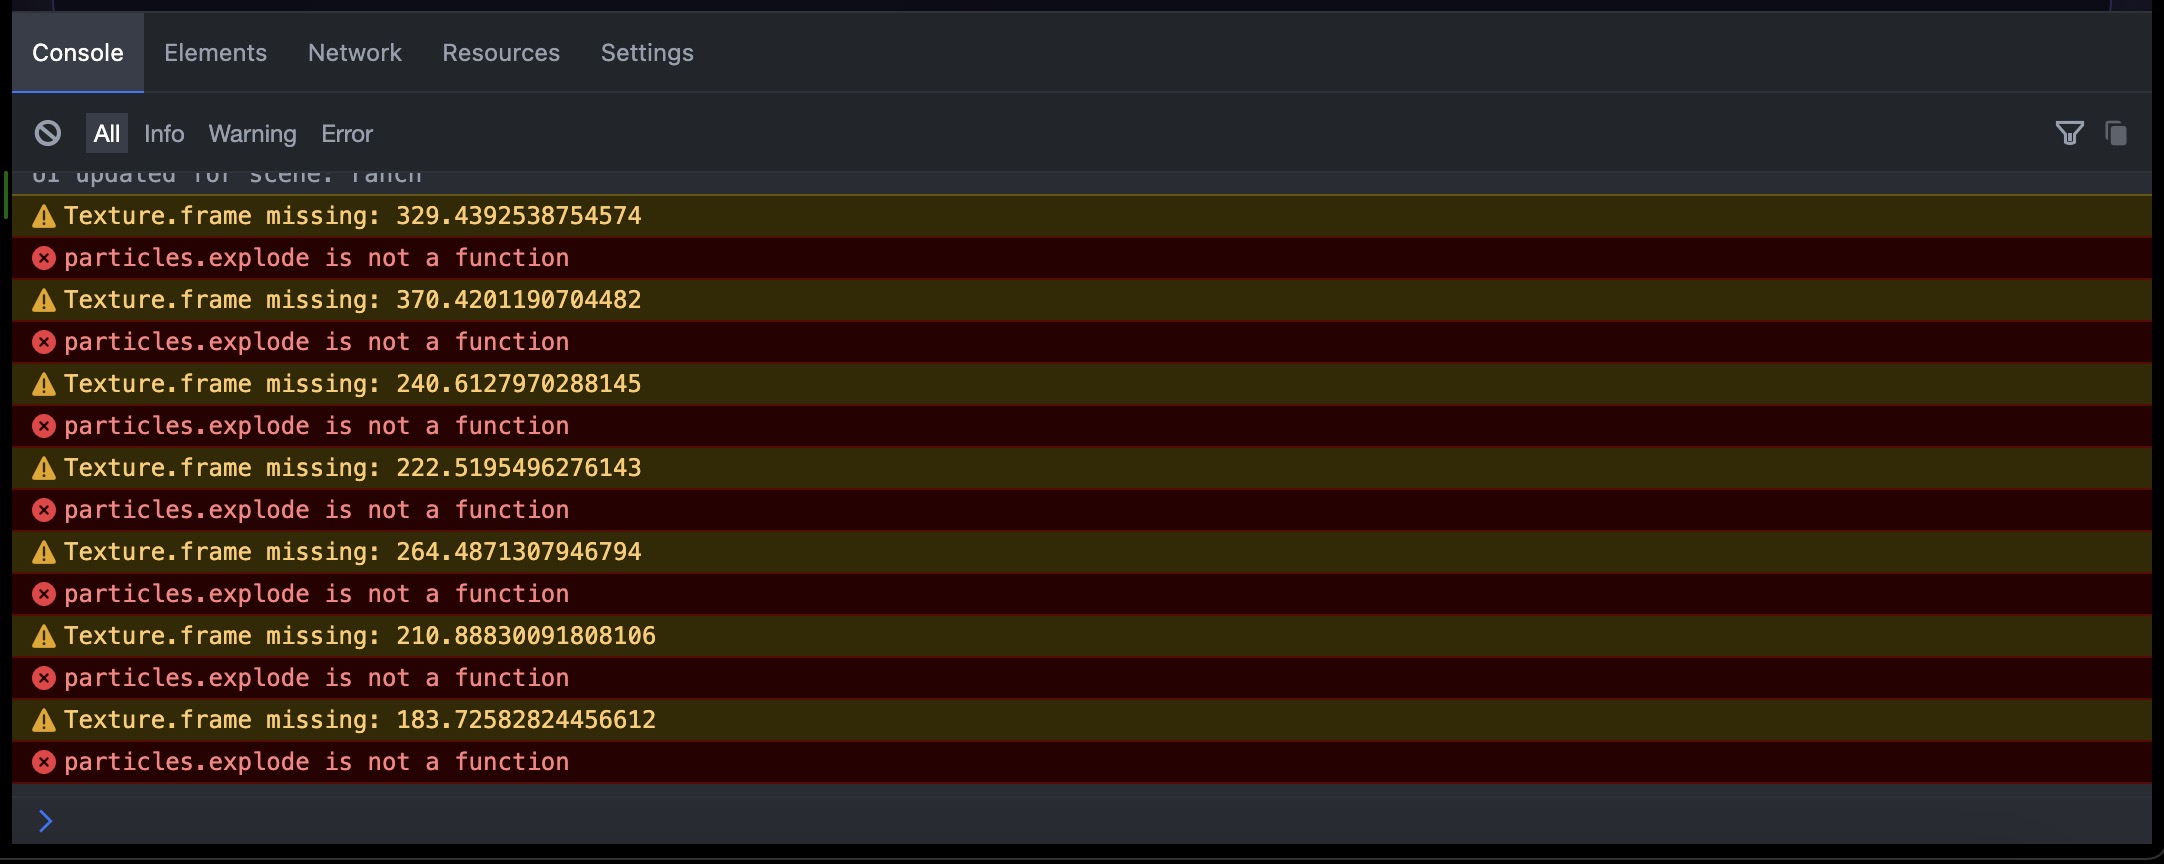 Console Elements Network Resources Settings
All Info Warning Error
UI updated for scene: ranch
Texture.frame missing: 329.4392538754574
particles.explode is not a function
Texture.frame missing: 370.4201190704482
particles.explode is not a function
Texture.frame missing: 240.6127970288145
particles.explode is not a function
Texture.frame missing: 222.5195496276143
particles.explode is not a function
Texture.frame missing: 264.4871307946794
particles.explode is not a function
Texture.frame missing: 210.88830091808106
particles.explode is not a function
Texture.frame missing: 183.72582824456612
particles.explode is not a function